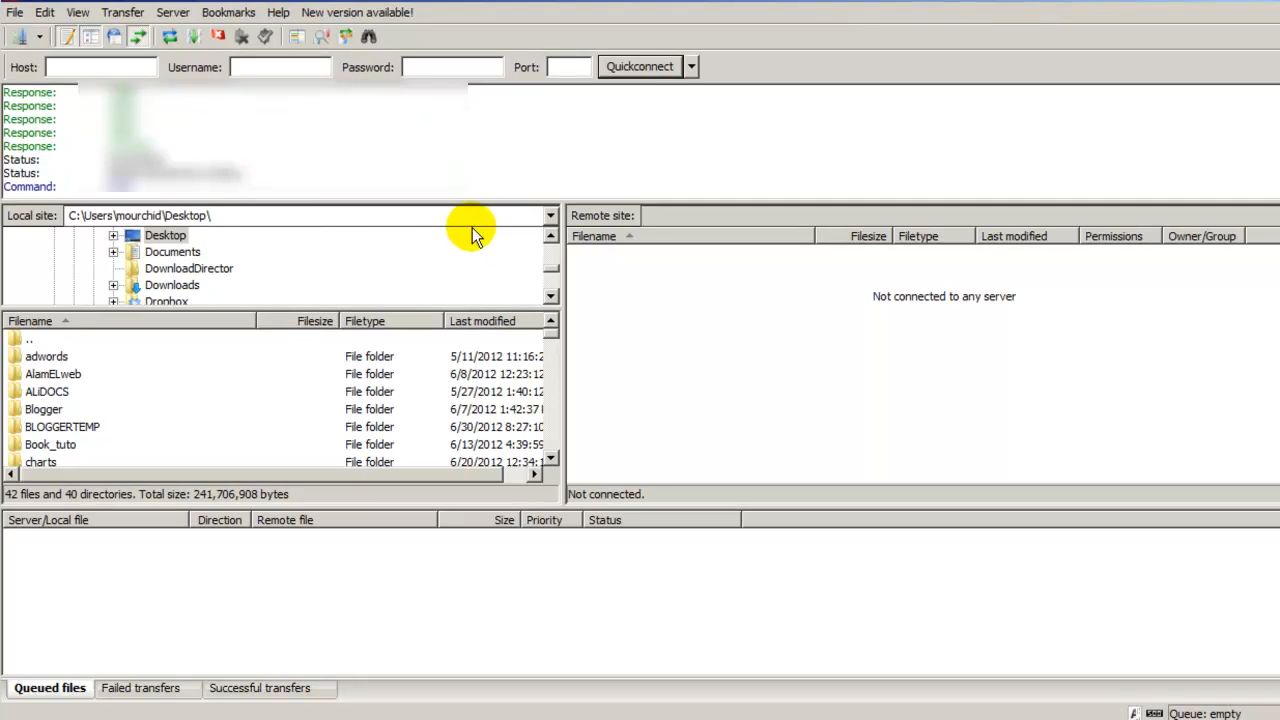 File Edit View Transfer Server Bookmarks Help New version available!
Host: Username: Password: Port: Quickconnect
Response:
Response:
Response:
Response:
Response:
Status:
Status:
Command:
Local site: C:\Users\mourchid\Desktop\ Remote site:
Desktop
Documents
DownloadDirector
Downloads
Dropbox
Filename Filesize Filetype Last modified Permissions Owner/Group
Not connected to any server
Filename Filesize Filetype Last modified
..
adwords File folder 5/11/2012 11:16:2
AlamELweb File folder 6/8/2012 12:23:12
ALiDOCS File folder 5/27/2012 1:40:12
Blogger File folder 6/7/2012 1:42:37
BLOGGERTEMP File folder 6/30/2012 8:27:10
Book_tuto File folder 6/13/2012 4:39:59
charts File folder 6/20/2012 12:34:1
42 files and 40 directories. Total size: 241,706,908 bytes Not connected.
Server/Local file Direction Remote file Size Priority Status
Queued files Failed transfers Successful transfers
Queue: empty